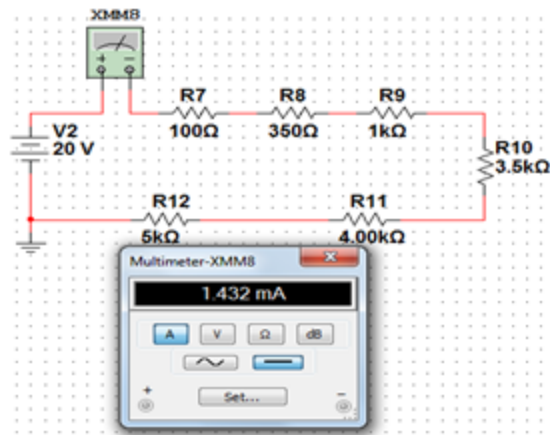 XMM8
R7
R8
R9
100Ω
350Ω
1kΩ
V2
20 V
R10
3.5kΩ
R12
R11
5kΩ
4.00kΩ
Multimeter-XMM8
1.432 mA
A
V
Ω
dB
Set...